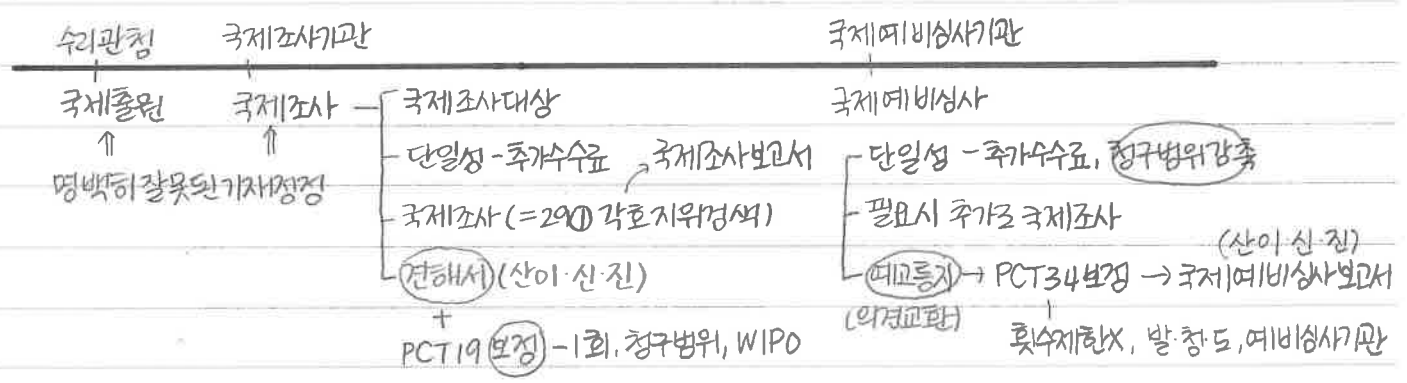 수리관청 국제조사기관 국제예비심사기관
국제출원 국제조사 국제조사대상 국제예비심사
⇑ ⇑ 단일성 - 추가수수료 국제조사보고서 단일성 - 추가수수료, 청구범위감축
명백히 잘못된 기재정정
국제조사 (= 29① 각호 지위검색) 필요시 추가로 국제조사
견해서 (산이·신·진) (산이·신·진)
예고통지 → PCT34보정 → 국제예비심사보고서
+ (의견교환)
PCT19 보정 - 1회, 청구범위, WIPO 횟수제한X, 발·청·도, 예비심사기관